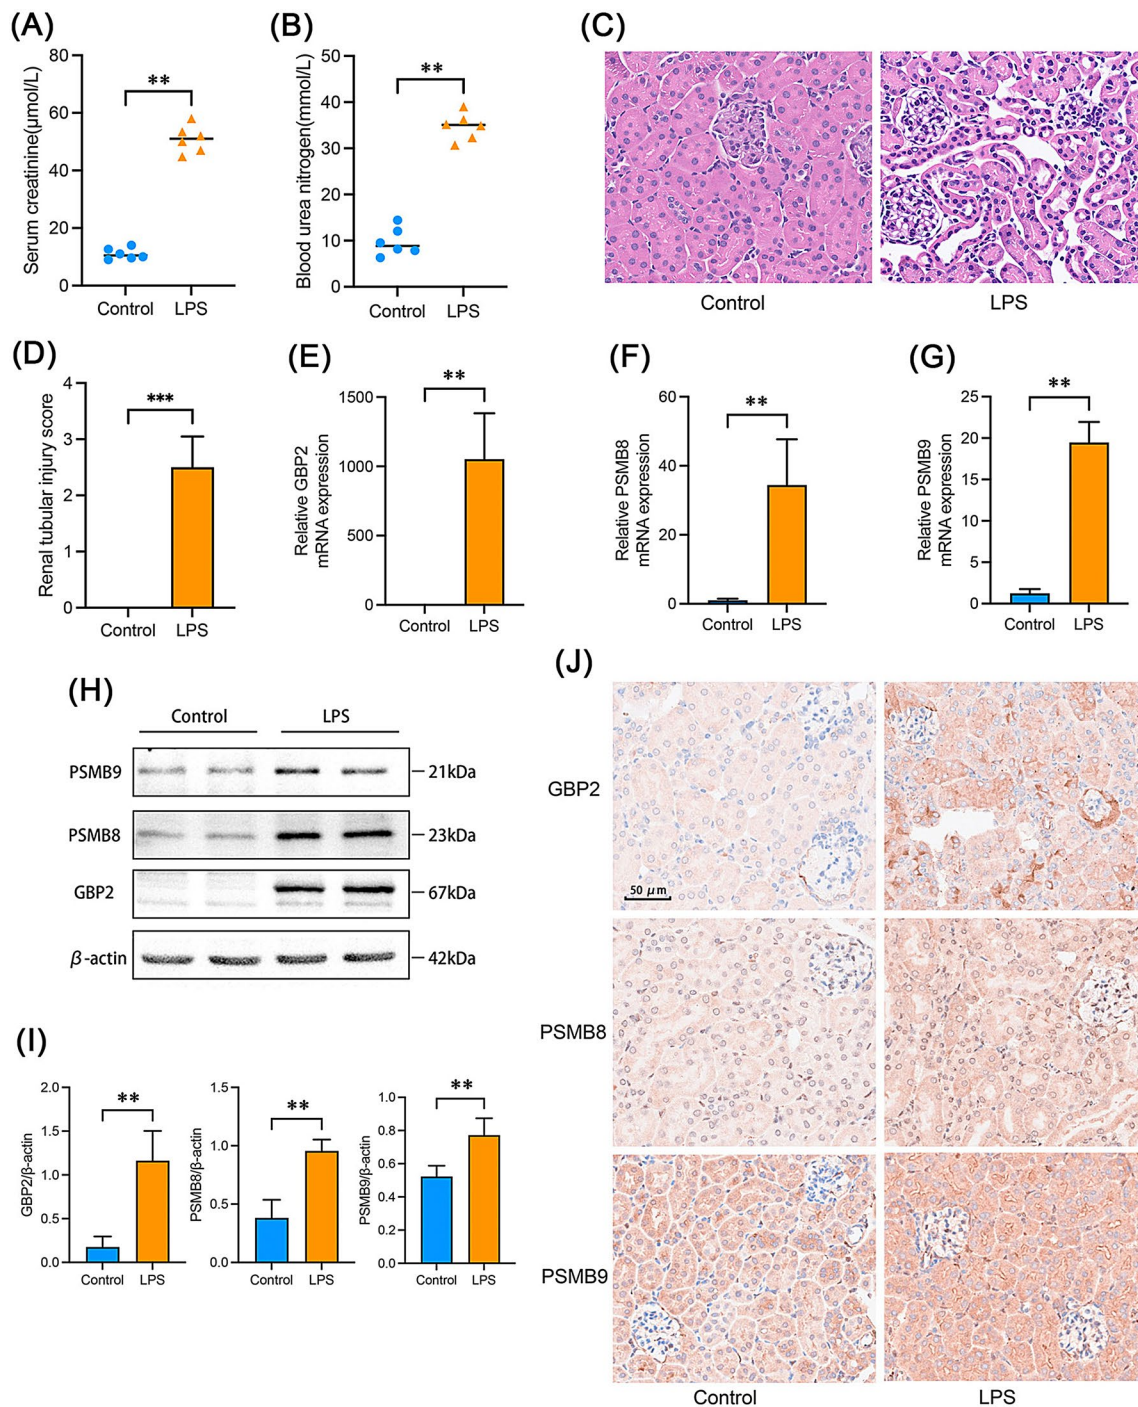 (A)
Serum creatinine(μmol/L)
80
60
40
20
0
**
Control
LPS
(B)
Blood urea nitrogen(mmol/L)
50
40
30
20
10
0
**
Control
LPS
(C)
Control
LPS
(D)
Renal tubular injury score
4
3
2
1
0
***
Control
LPS
(E)
Relative GBP2
mRNA expression
1500
1000
500
0
**
Control
LPS
(F)
Relative PSMB8
mRNA expression
60
40
20
0
**
Control
LPS
(G)
Relative PSMB9
mRNA expression
25
20
15
10
5
0
**
Control
LPS
(H)
Control
LPS
PSMB9
21kDa
PSMB8
23kDa
GBP2
67kDa
β-actin
42kDa
(I)
GBP2/β-actin
2.0
1.5
1.0
0.5
0.0
**
Control
LPS
PSMB8/β-actin
1.5
1.0
0.5
0.0
**
Control
LPS
PSMB9/β-actin
1.0
0.8
0.6
0.4
0.2
0.0
**
Control
LPS
(J)
GBP2
50 μm
PSMB8
PSMB9
Control
LPS